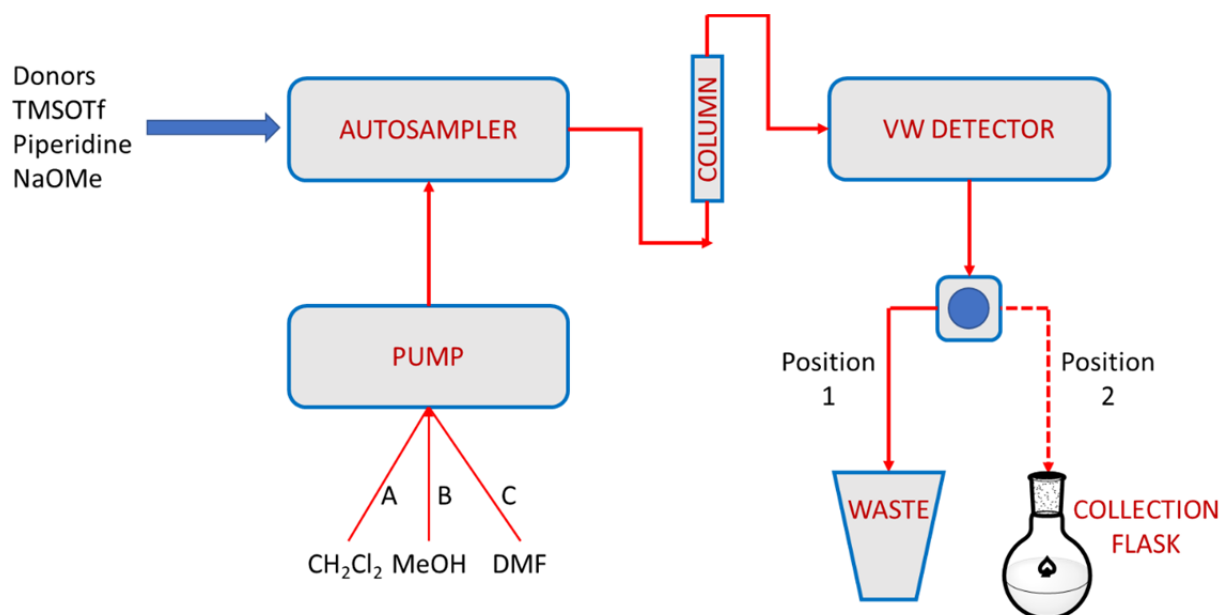 Donors
TMSOTf
Piperidine
NaOMe
AUTOSAMPLER
COLUMN
VW DETECTOR
PUMP
Position
1
Position
2
A
B
C
CH₂Cl₂ MeOH DMF
WASTE
COLLECTION
FLASK